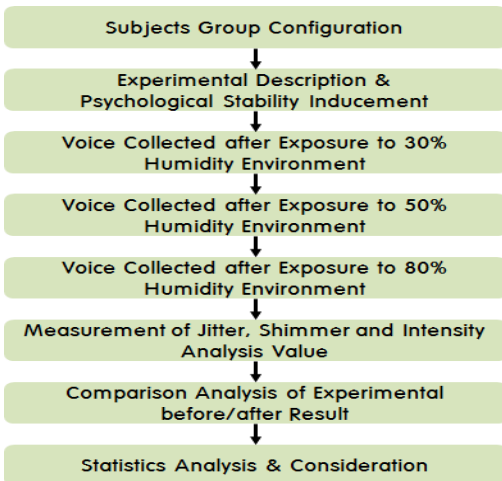 Subjects Group Configuration
Experimental Description &
Psychological Stability Inducement
Voice Collected after Exposure to 30%
Humidity Environment
Voice Collected after Exposure to 50%
Humidity Environment
Voice Collected after Exposure to 80%
Humidity Environment
Measurement of Jitter, Shimmer and Intensity
Analysis Value
Comparison Analysis of Experimental
before/after Result
Statistics Analysis & Consideration